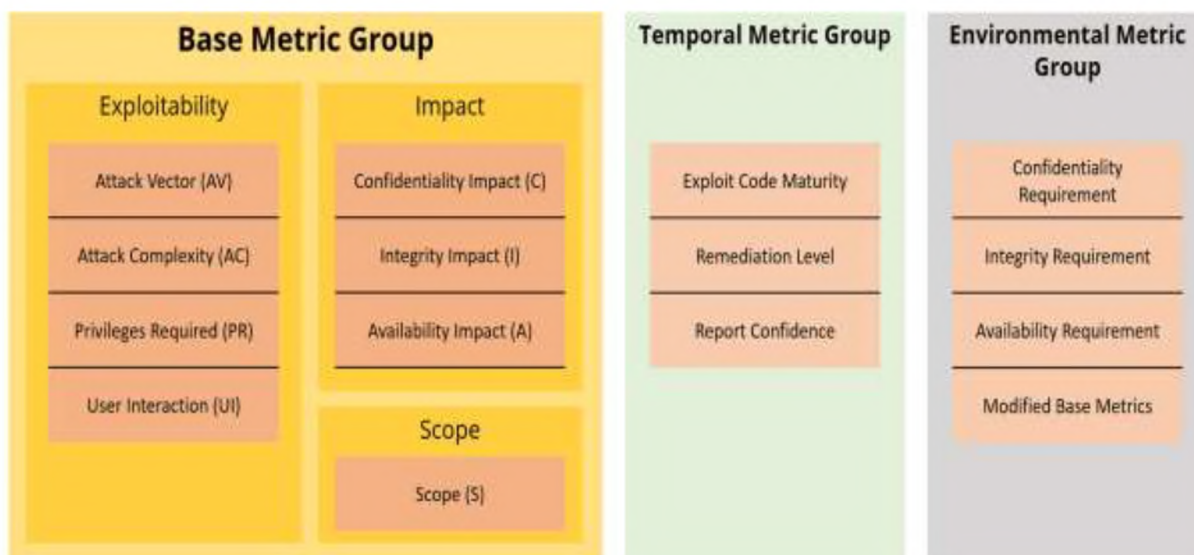 Base Metric Group
Exploitability
Attack Vector (AV)
Attack Complexity (AC)
Privileges Required (PR)
User Interaction (UI)
Impact
Confidentiality Impact (C)
Integrity Impact (I)
Availability Impact (A)
Scope
Scope (S)
Temporal Metric Group
Exploit Code Maturity
Remediation Level
Report Confidence
Environmental Metric
Group
Confidentiality
Requirement
Integrity Requirement
Availability Requirement
Modified Base Metrics